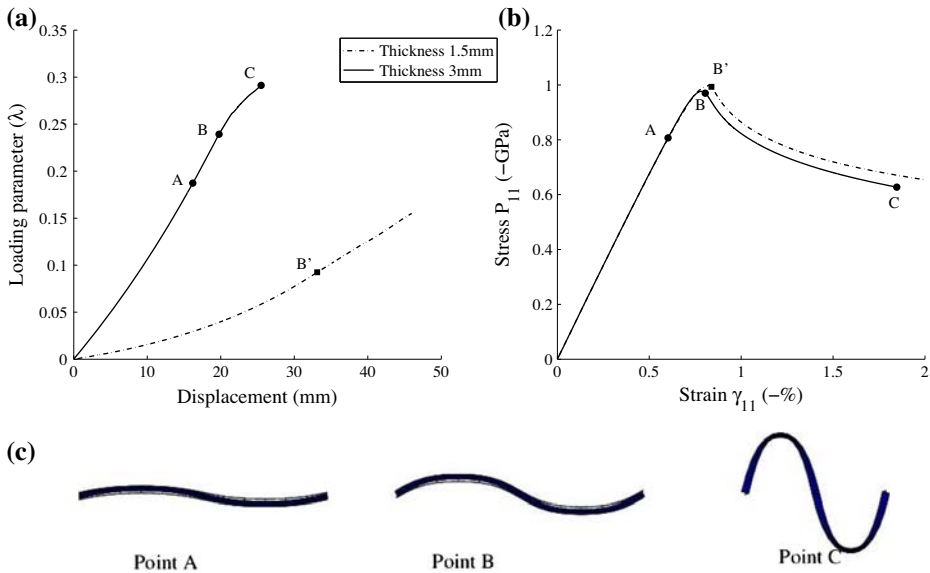 (a)
0.35
0.3
0.25
0.2
0.15
0.1
0.05
0
0 10 20 30 40 50
Loading parameter (λ)
Displacement (mm)
Thickness 1.5mm
Thickness 3mm
A
B
C
B'
(b)
1.2
1
0.8
0.6
0.4
0.2
0
0 0.5 1 1.5 2
Stress P11 (−GPa)
Strain γ11 (−%)
A
B
B'
C
(c)
Point A
Point B
Point C